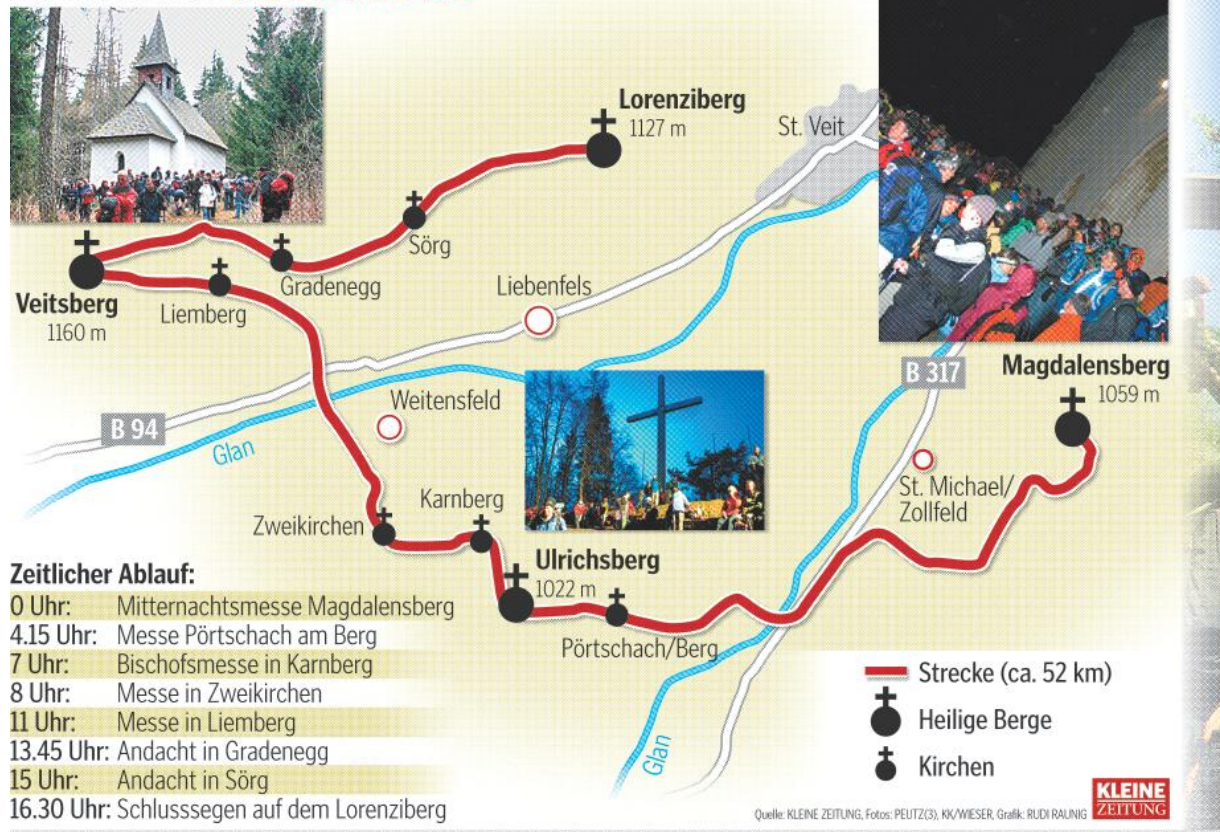 Lorenziberg
1127 m
St. Veit
Sörg
Gradenegg
Veitsberg
1160 m
Liemberg
Liebenfels
B 317
Magdalensberg
1059 m
Weitensfeld
B 94
Glan
St. Michael/
Zollfeld
Karnberg
Zweikirchen
Ulrichsberg
1022 m
Pörtschach/Berg
Glan
Zeitlicher Ablauf:
0 Uhr: Mitternachtsmesse Magdalensberg
4.15 Uhr: Messe Pörtschach am Berg
7 Uhr: Bischofsmesse in Karnberg
8 Uhr: Messe in Zweikirchen
11 Uhr: Messe in Liemberg
13.45 Uhr: Andacht in Gradenegg
15 Uhr: Andacht in Sörg
16.30 Uhr: Schlusssegen auf dem Lorenziberg
Strecke (ca. 52 km)
Heilige Berge
Kirchen
Quelle: KLEINE ZEITUNG, Fotos: PEUTZ(3), KK/WIESER, Grafik: RUDI RAUNIG
KLEINE
ZEITUNG